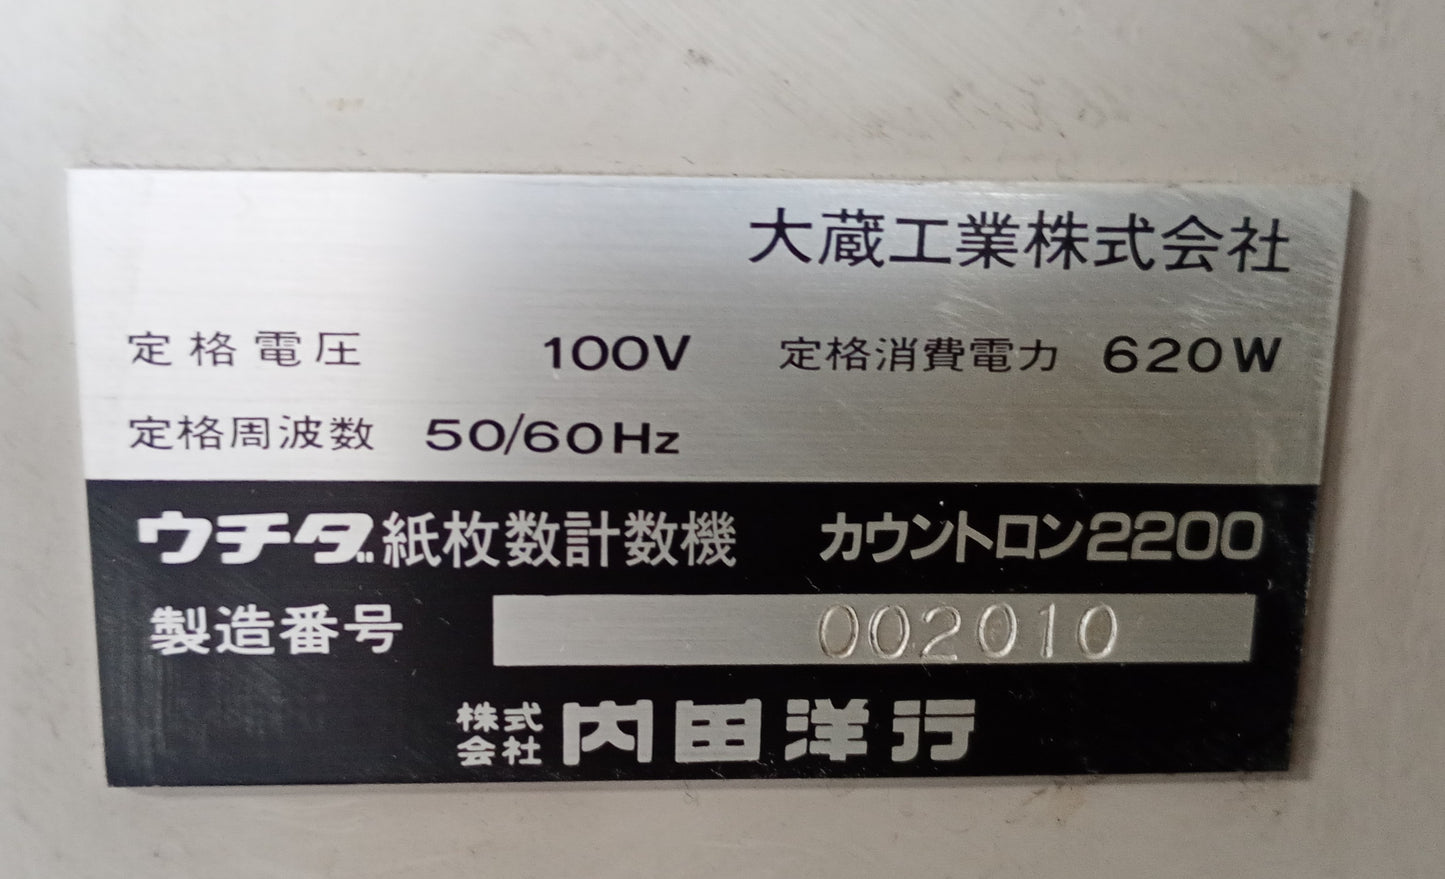 大蔵工業株式会社
定格電圧 100V 定格消費電力 620W
定格周波数 50/60Hz
ウチダ紙枚数計数機 カウントロン2200
製造番号 002010
株式会社 内田洋行